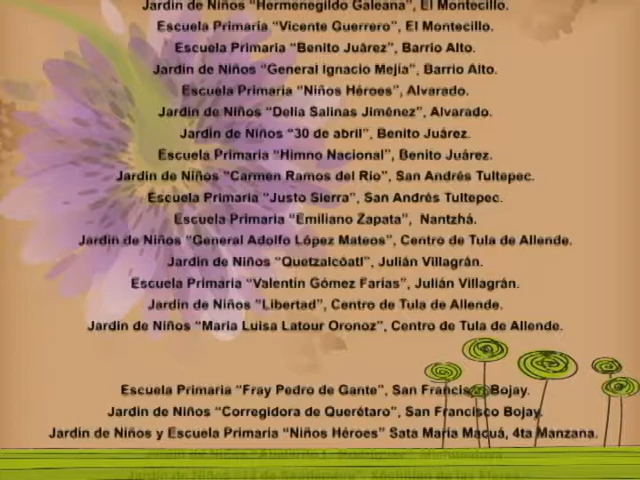 Jardín de Niños “Hermenegildo Galeana”, El Montecillo.
Escuela Primaria “Vicente Guerrero”, El Montecillo.
Escuela Primaria “Benito Juárez”, Barrio Alto.
Jardín de Niños “General Ignacio Mejía”, Barrio Alto.
Escuela Primaria “Niños Héroes”, Alvarado.
Jardín de Niños “Delia Salinas Jiménez”, Alvarado.
Jardín de Niños “30 de abril”, Benito Juárez.
Escuela Primaria “Himno Nacional”, Benito Juárez.
Jardín de Niños “Carmen Ramos del Río”, San Andrés Tultepec.
Escuela Primaria “Justo Sierra”, San Andrés Tultepec.
Escuela Primaria “Emiliano Zapata”, Nantzhá.
Jardín de Niños “General Adolfo López Mateos”, Centro de Tula de Allende.
Jardín de Niños “Quetzalcóatl”, Julián Villagrán.
Escuela Primaria “Valentín Gómez Farías”, Julián Villagrán.
Jardín de Niños “Libertad”, Centro de Tula de Allende.
Jardín de Niños “María Luisa Latour Oronoz”, Centro de Tula de Allende.
Escuela Primaria “Fray Pedro de Gante”, San Francisco Bojay.
Jardín de Niños “Corregidora de Querétaro”, San Francisco Bojay.
Jardín de Niños y Escuela Primaria “Niños Héroes” Sata María Macuá, 4ta Manzana.
Jardín de Niños
Jardín de Niños